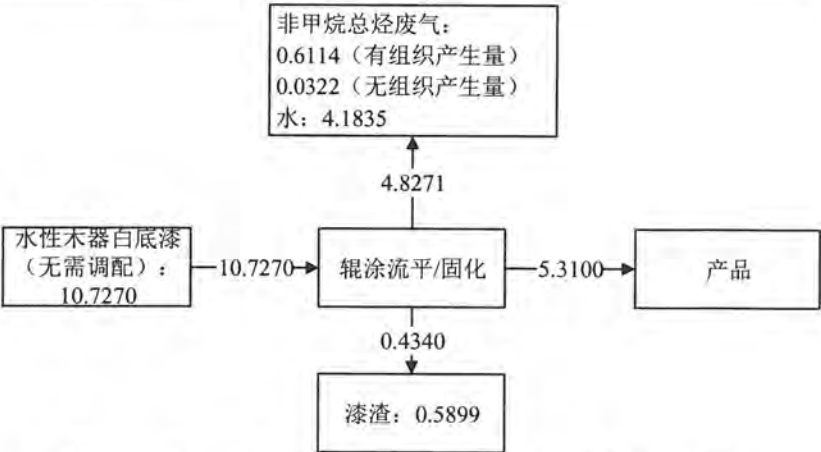 非甲烷总烃废气：
0.6114（有组织产生量）
0.0322（无组织产生量）
水：4.1835
4.8271
水性木器白底漆
（无需调配）：
10.7270
10.7270
辊涂流平/固化
5.3100
产品
0.4340
漆渣：0.5899